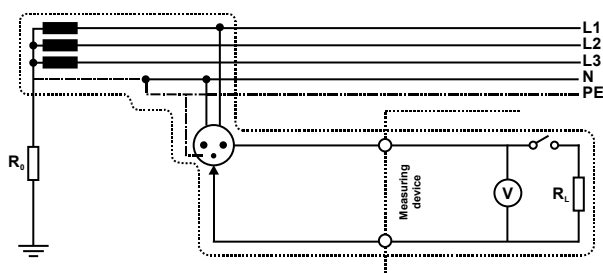 L1
L2
L3
N
PE
R0
Measuring
device
V
RL